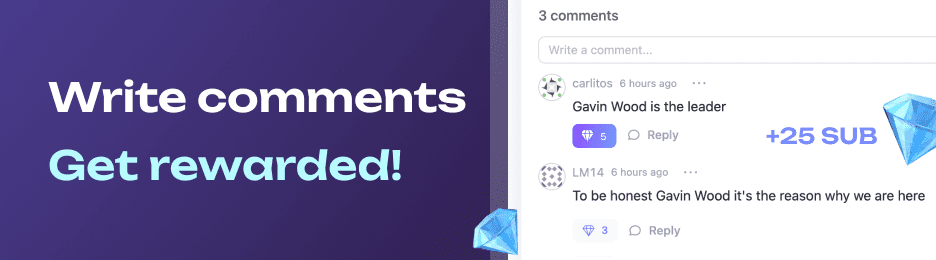 Write comments
Get rewarded!
3 comments
Write a comment...
carlitos 6 hours ago ...
Gavin Wood is the leader
5 Reply
+25 SUB
LM14 6 hours ago ...
To be honest Gavin Wood it's the reason why we are here
3 Reply